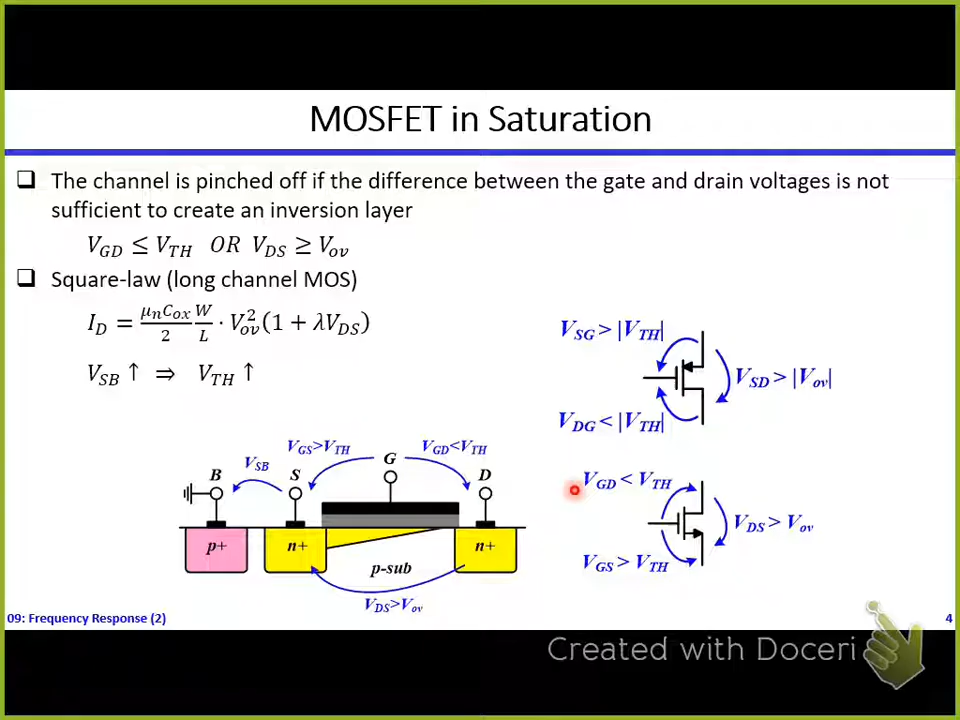 MOSFET in Saturation
❑ The channel is pinched off if the difference between the gate and drain voltages is not
sufficient to create an inversion layer
V_GD ≤ V_TH OR V_DS ≥ V_ov
❑ Square-law (long channel MOS)
I_D = μ_nC_ox/2 W/L · V_ov^2(1 + λV_DS)
V_SB ↑ ⇒ V_TH ↑
V_SG > |V_TH|
V_SD > |V_ov|
V_DG < |V_TH|
V_GS>V_TH
V_GD<V_TH
V_SB
G
B
S
D
p+
n+
n+
p-sub
V_DS>V_ov
V_GD < V_TH
V_DS > V_ov
V_GS > V_TH
09: Frequency Response (2)
4
Created with Doceri